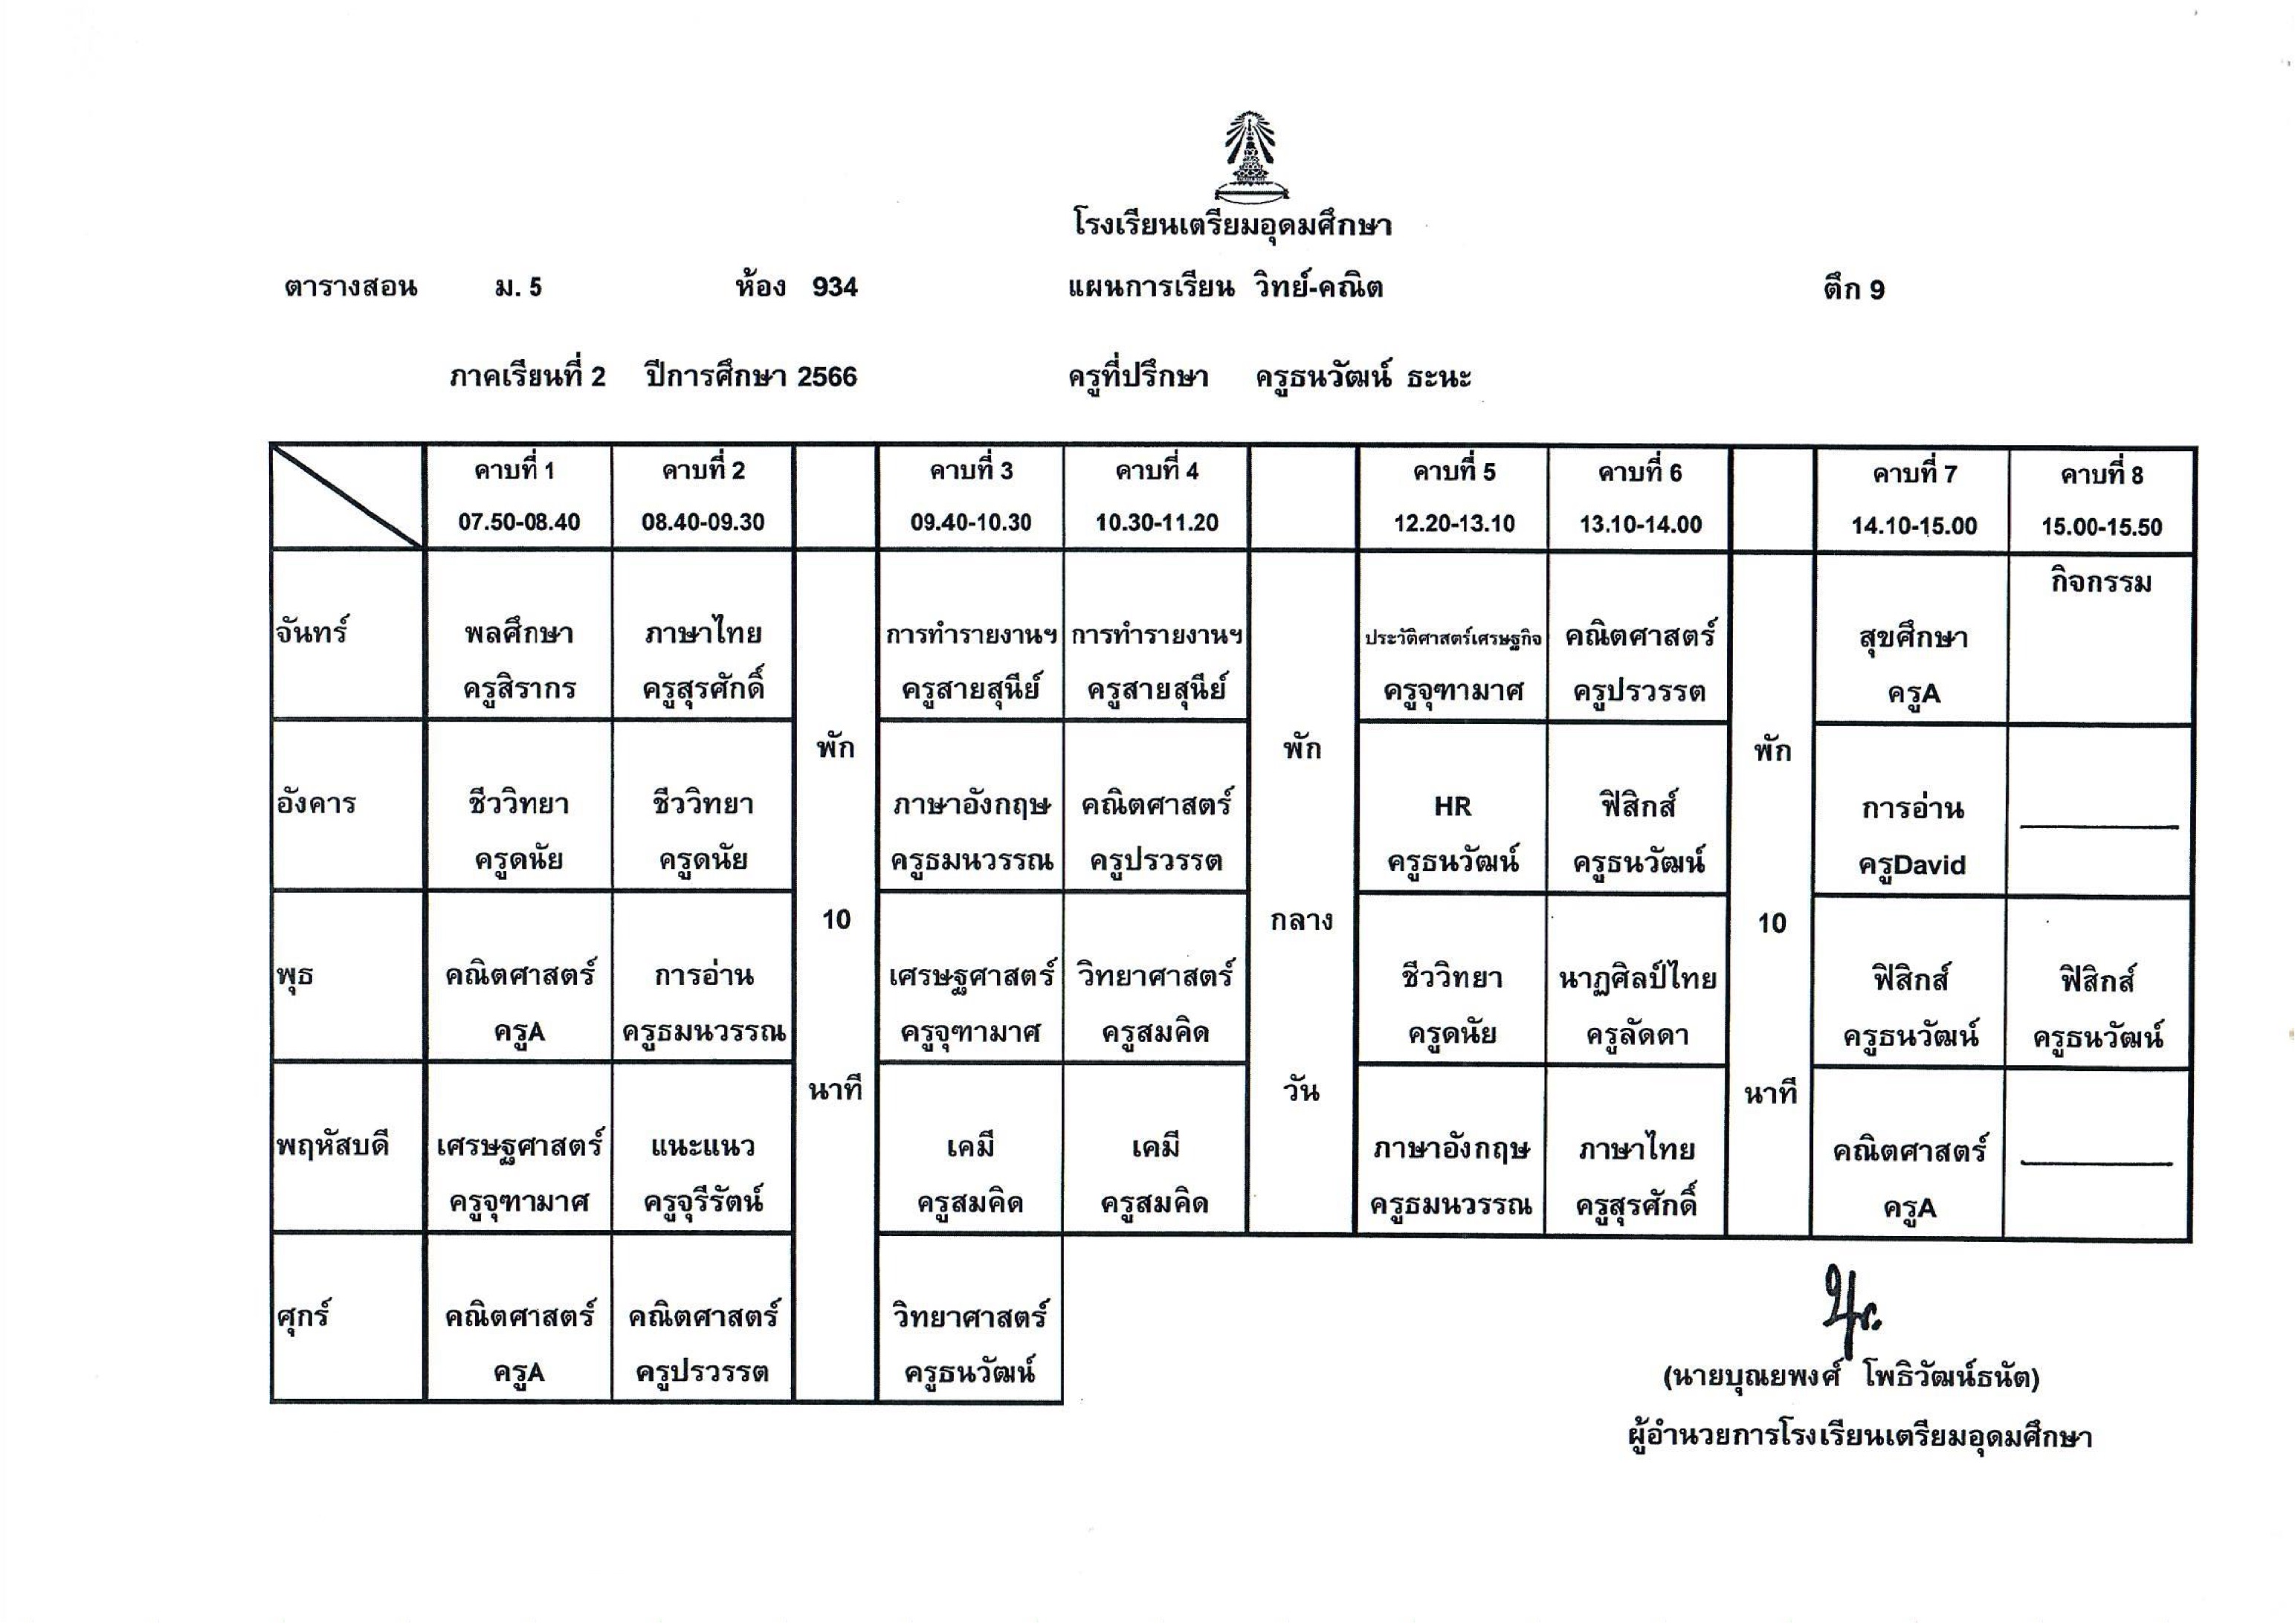 โรงเรียนเตรียมอุดมศึกษา
ตารางสอน ม. 5 ห้อง 934 แผนการเรียน วิทย์-คณิต ตึก 9
ภาคเรียนที่ 2 ปีการศึกษา 2566 ครูที่ปรึกษา ครูธนวัฒน์ ธะนะ
คาบที่ 1 คาบที่ 2 คาบที่ 3 คาบที่ 4 คาบที่ 5 คาบที่ 6 คาบที่ 7 คาบที่ 8
07.50-08.40 08.40-09.30 09.40-10.30 10.30-11.20 12.20-13.10 13.10-14.00 14.10-15.00 15.00-15.50
กิจกรรม
จันทร์ พลศึกษา ภาษาไทย การทำรายงานฯ การทำรายงานฯ ประวัติศาสตร์เศรษฐกิจ คณิตศาสตร์ สุขศึกษา
ครูสิรากร ครูสุรศักดิ์ ครูสายสุนีย์ ครูสายสุนีย์ ครูจุฑามาศ ครูปรวรรต ครูA
พัก พัก พัก
อังคาร ชีววิทยา ชีววิทยา ภาษาอังกฤษ คณิตศาสตร์ HR ฟิสิกส์ การอ่าน
ครูดนัย ครูดนัย ครูธมนวรรณ ครูปรวรรต ครูธนวัฒน์ ครูธนวัฒน์ ครูDavid
10 กลาง 10
พุธ คณิตศาสตร์ การอ่าน เศรษฐศาสตร์ วิทยาศาสตร์ ชีววิทยา นาฏศิลป์ไทย ฟิสิกส์ ฟิสิกส์
ครูA ครูธมนวรรณ ครูจุฑามาศ ครูสมคิด ครูดนัย ครูลัดดา ครูธนวัฒน์ ครูธนวัฒน์
นาที วัน นาที
พฤหัสบดี เศรษฐศาสตร์ แนะแนว เคมี เคมี ภาษาอังกฤษ ภาษาไทย คณิตศาสตร์
ครูจุฑามาศ ครูจุรีรัตน์ ครูสมคิด ครูสมคิด ครูธมนวรรณ ครูสุรศักดิ์ ครูA
ศุกร์ คณิตศาสตร์ คณิตศาสตร์ วิทยาศาสตร์
ครูA ครูปรวรรต ครูธนวัฒน์
(นายบุณยพงศ์ โพธิวัฒน์ธนัต)
ผู้อำนวยการโรงเรียนเตรียมอุดมศึกษา